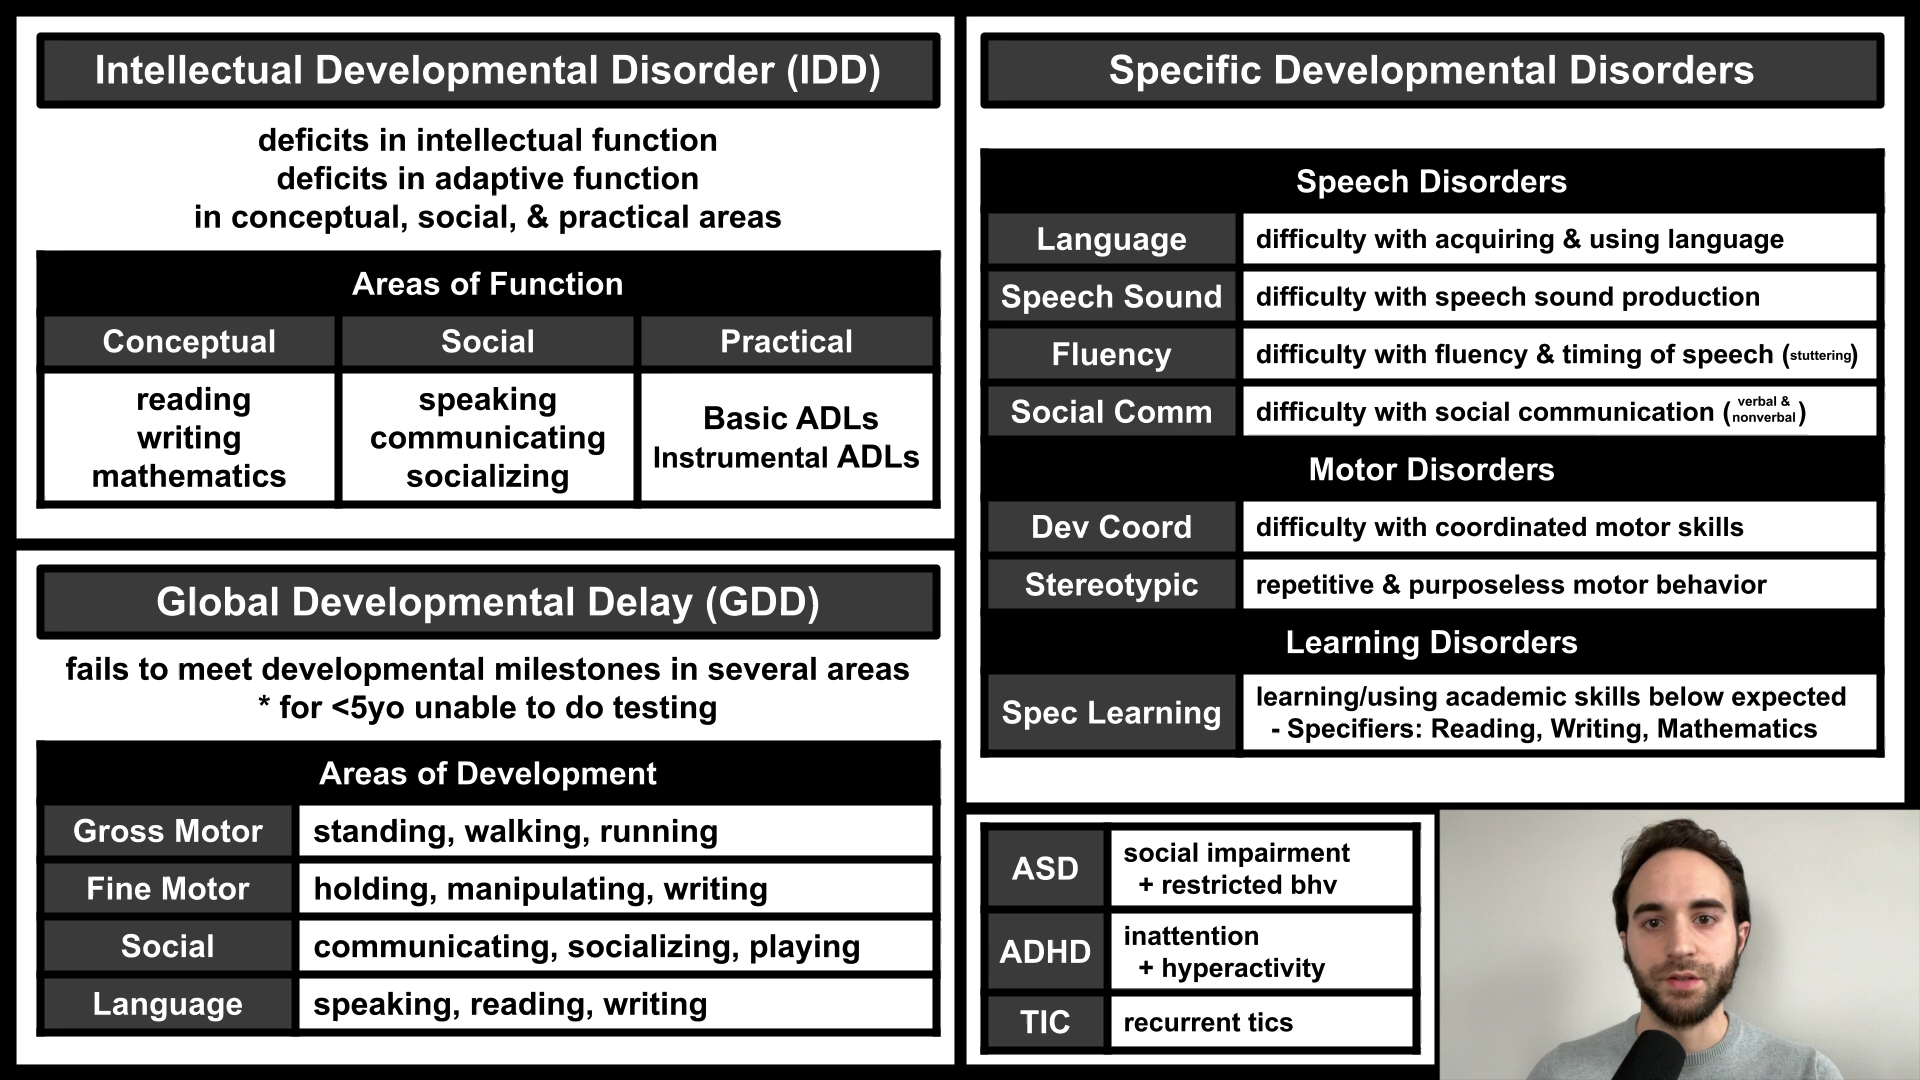 Intellectual Developmental Disorder (IDD)
deficits in intellectual function
deficits in adaptive function
in conceptual, social, & practical areas
Areas of Function
Conceptual
Social
Practical
reading
writing
mathematics
speaking
communicating
socializing
Basic ADLs
Instrumental ADLs
Global Developmental Delay (GDD)
fails to meet developmental milestones in several areas
* for <5yo unable to do testing
Areas of Development
Gross Motor
standing, walking, running
Fine Motor
holding, manipulating, writing
Social
communicating, socializing, playing
Language
speaking, reading, writing
Specific Developmental Disorders
Speech Disorders
Language
difficulty with acquiring & using language
Speech Sound
difficulty with speech sound production
Fluency
difficulty with fluency & timing of speech (stuttering)
Social Comm
difficulty with social communication (verbal & nonverbal)
Motor Disorders
Dev Coord
difficulty with coordinated motor skills
Stereotypic
repetitive & purposeless motor behavior
Learning Disorders
Spec Learning
learning/using academic skills below expected
- Specifiers: Reading, Writing, Mathematics
ASD
social impairment
+ restricted bhv
ADHD
inattention
+ hyperactivity
TIC
recurrent tics